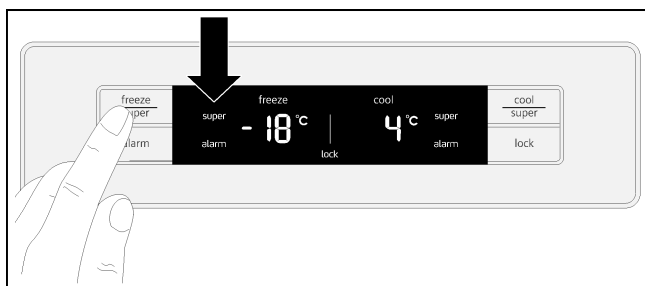 freeze
super
alarm
freeze
super
-18 °C
alarm
cool
4 °C
super
alarm
lock
cool
super
lock